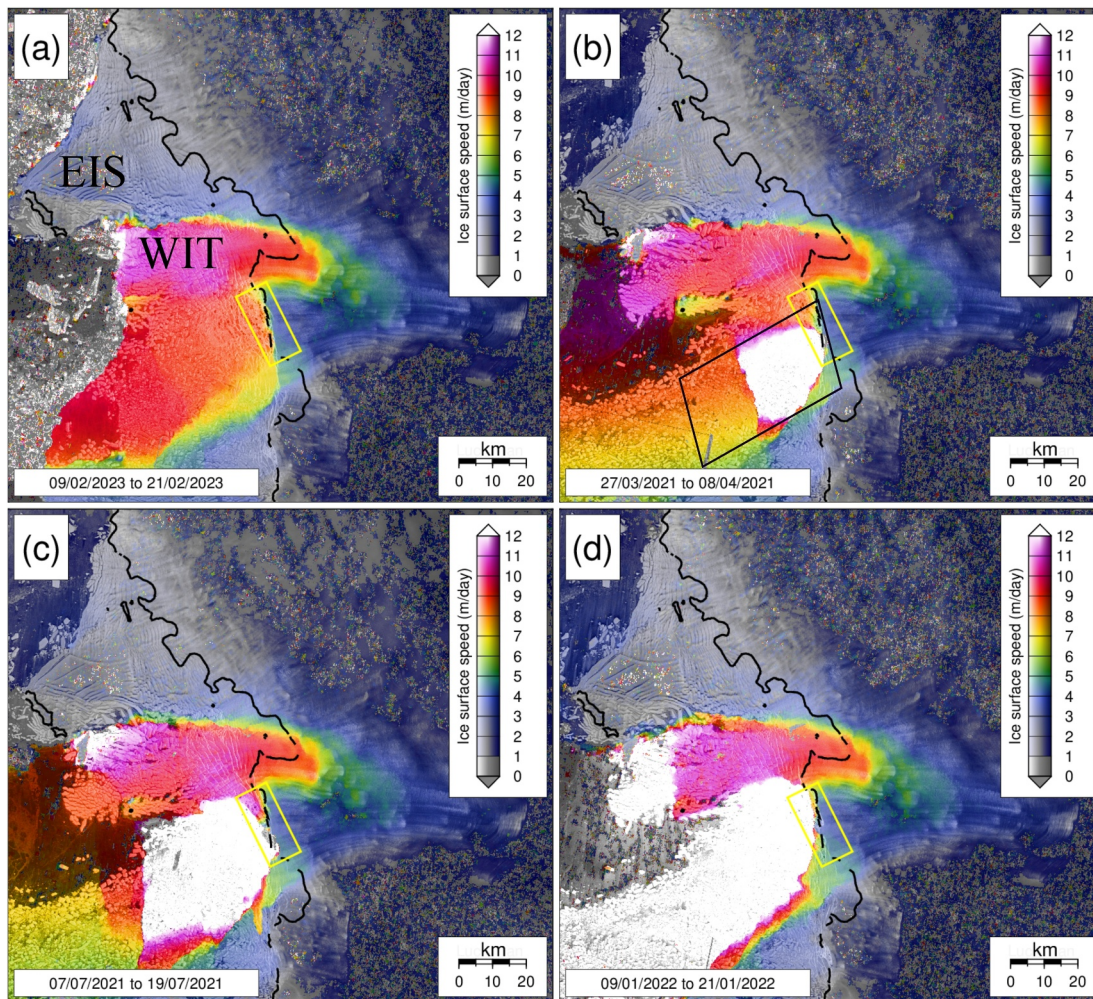 (a)
EIS
WIT
Ice surface speed (m/day)
12
11
10
9
8
7
6
5
4
3
2
1
0
km
0 10 20
09/02/2023 to 21/02/2023
(b)
Ice surface speed (m/day)
12
11
10
9
8
7
6
5
4
3
2
1
0
km
0 10 20
27/03/2021 to 08/04/2021
(c)
Ice surface speed (m/day)
12
11
10
9
8
7
6
5
4
3
2
1
0
km
0 10 20
07/07/2021 to 19/07/2021
(d)
Ice surface speed (m/day)
12
11
10
9
8
7
6
5
4
3
2
1
0
km
0 10 20
09/01/2022 to 21/01/2022